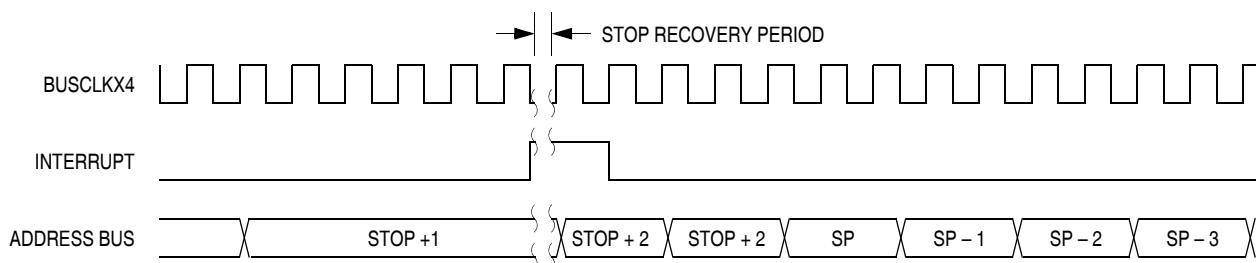 STOP RECOVERY PERIOD
BUSCLKX4
INTERRUPT
ADDRESS BUS STOP +1 STOP + 2 STOP + 2 SP SP – 1 SP – 2 SP – 3